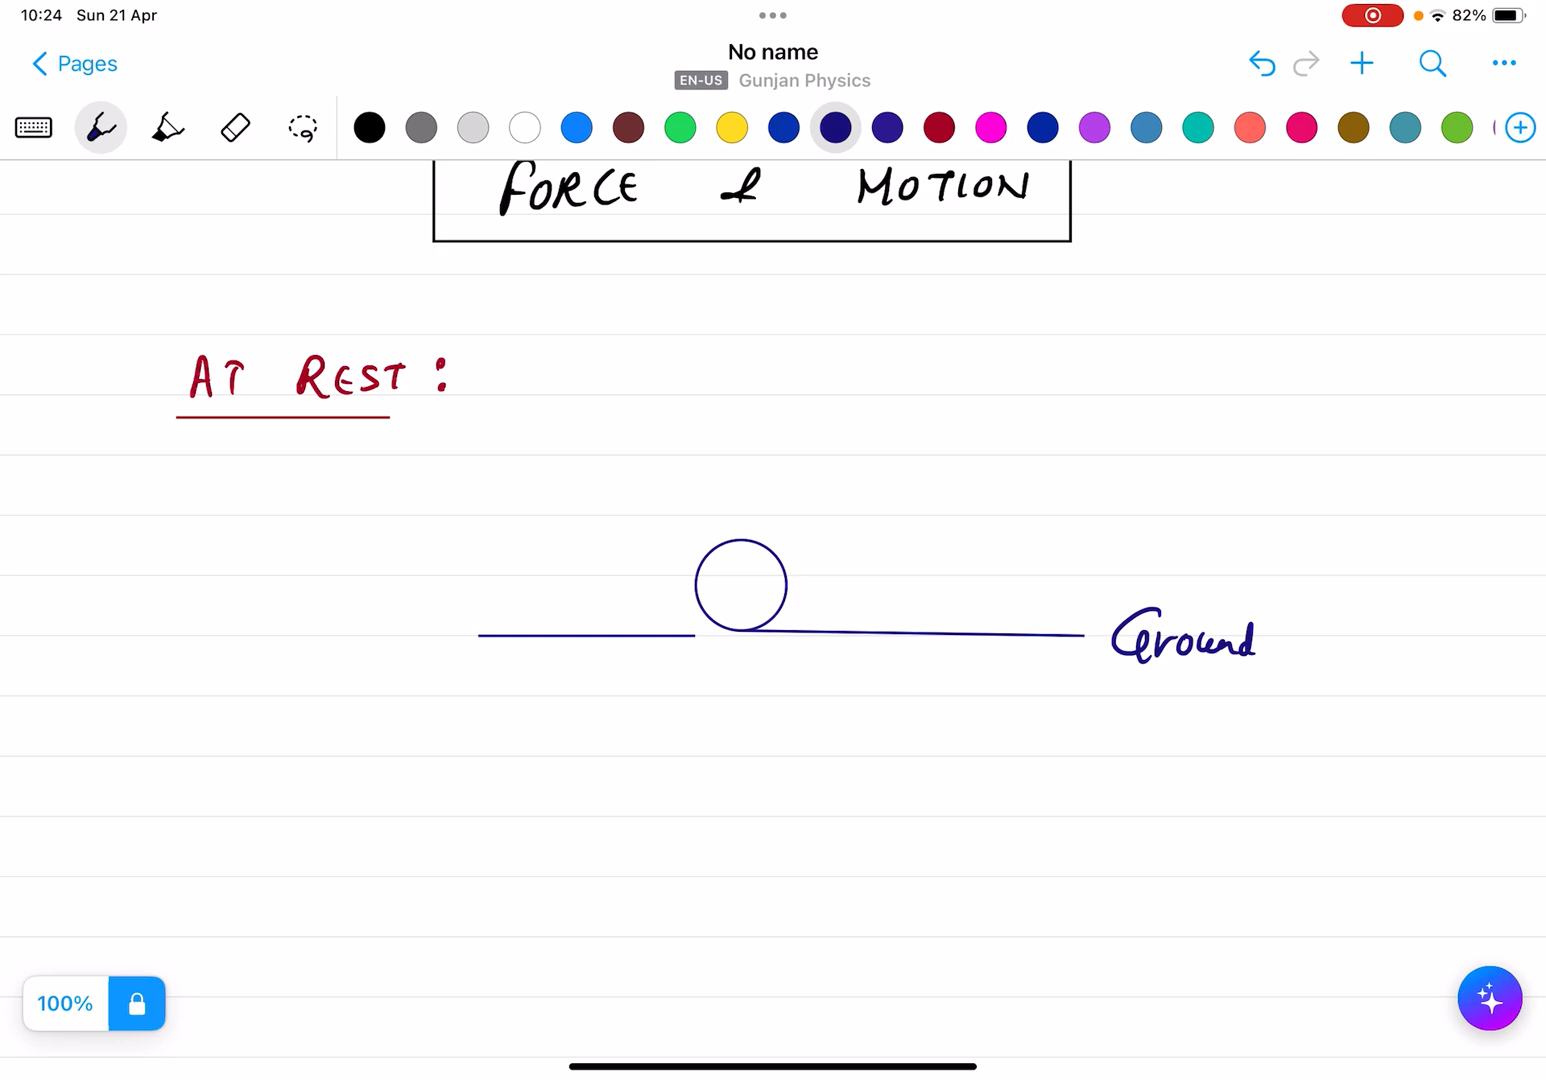 10:24 Sun 21 Apr
82%
Pages
No name
EN-US Gunjan Physics
FORCE & MOTION
AT REST :
Ground
100%